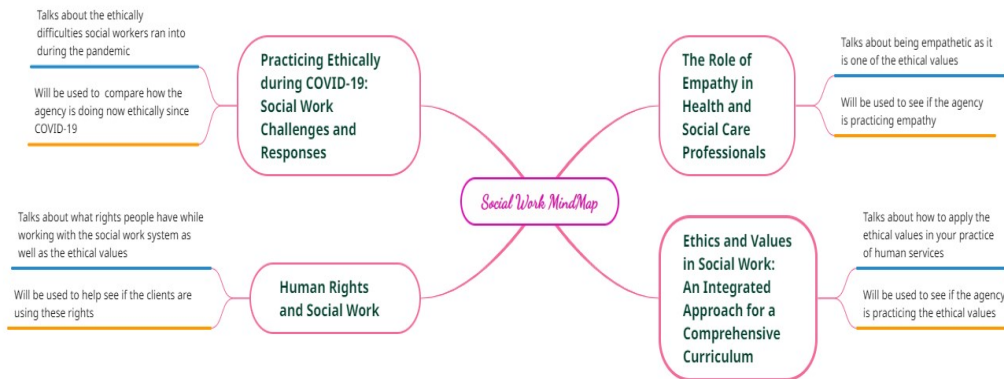 Talks about the ethically
difficulties social workers ran into
during the pandemic
Will be used to compare how the
agency is doing now ethically since
COVID-19
Practicing Ethically
during COVID-19:
Social Work
Challenges and
Responses
Talks about what rights people have while
working with the social work system as
well as the ethical values
Will be used to help see if the clients are
using these rights
Human Rights
and Social Work
Social Work MindMap
The Role of
Empathy in
Health and
Social Care
Professionals
Talks about being empathetic as it
is one of the ethical values
Will be used to see if the agency
is practicing empathy
Ethics and Values
in Social Work:
An Integrated
Approach for a
Comprehensive
Curriculum
Talks about how to apply the
ethical values in your practice
of human services
Will be used to see if the agency
is practicing the ethical values